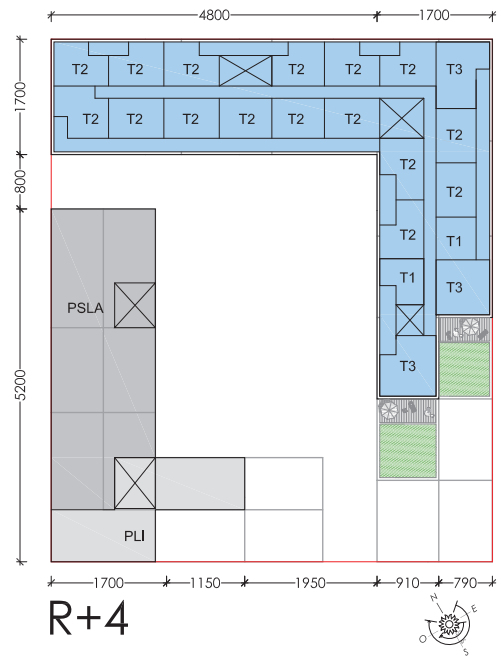 4800 1700
T2 T2 T2 T2 T2 T2 T3
1700
T2 T2 T2 T2 T2 T2 T2
T2 T2
800
T2 T1
T1 T3
PSLA
T3
5200
PLI
1700 1150 1950 910 790
R+4
N E
O S